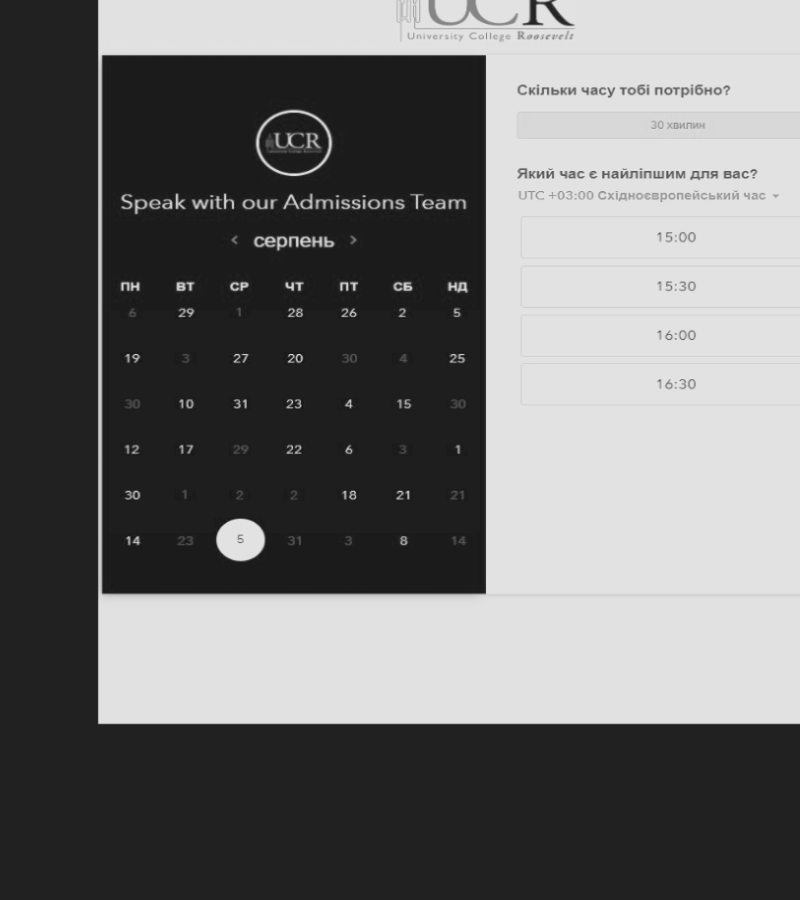 UCR
University College Roosevelt
UCR
Speak with our Admissions Team
< серпень >
ПН ВТ СР ЧТ ПТ СБ НД
6 29 1 28 26 2 5
19 3 27 20 30 4 25
30 10 31 23 4 15 30
12 17 29 22 6 3 1
30 1 2 2 18 21 21
14 23 5 31 3 8 14
Скільки часу тобі потрібно?
30 хвилин
Який час є найліпшим для вас?
UTC +03:00 Східноєвропейський час
15:00
15:30
16:00
16:30